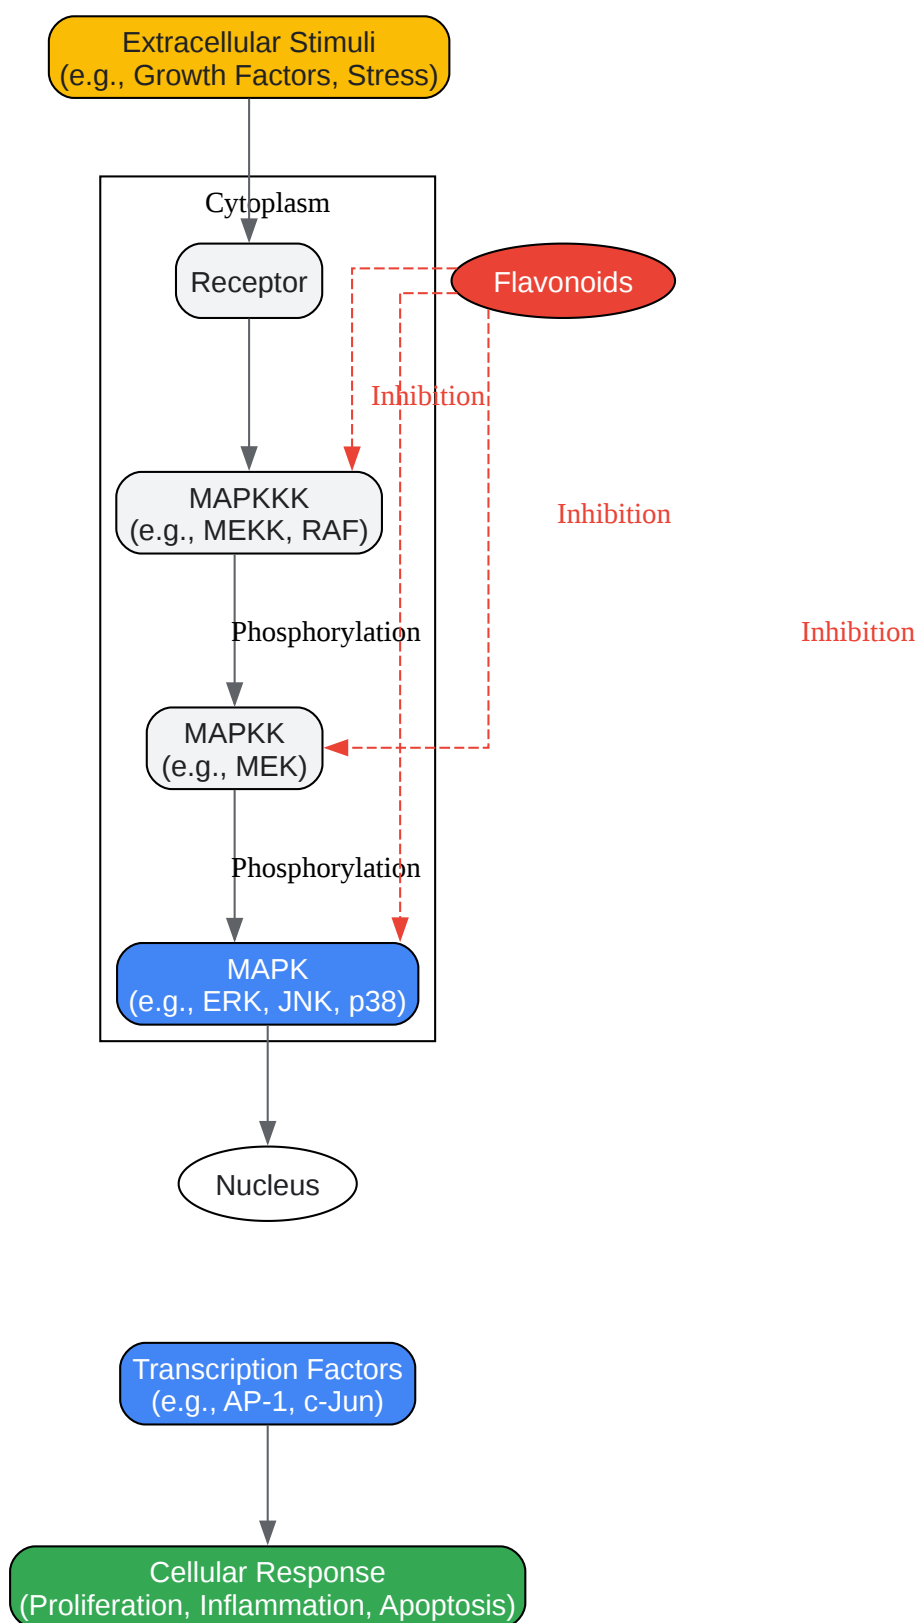 Extracellular Stimuli
(e.g., Growth Factors, Stress)
Cytoplasm
Receptor
Flavonoids
Inhibition
MAPKKK
(e.g., MEKK, RAF)
Inhibition
Phosphorylation
Inhibition
MAPKK
(e.g., MEK)
Phosphorylation
MAPK
(e.g., ERK, JNK, p38)
Nucleus
Transcription Factors
(e.g., AP-1, c-Jun)
Cellular Response
(Proliferation, Inflammation, Apoptosis)